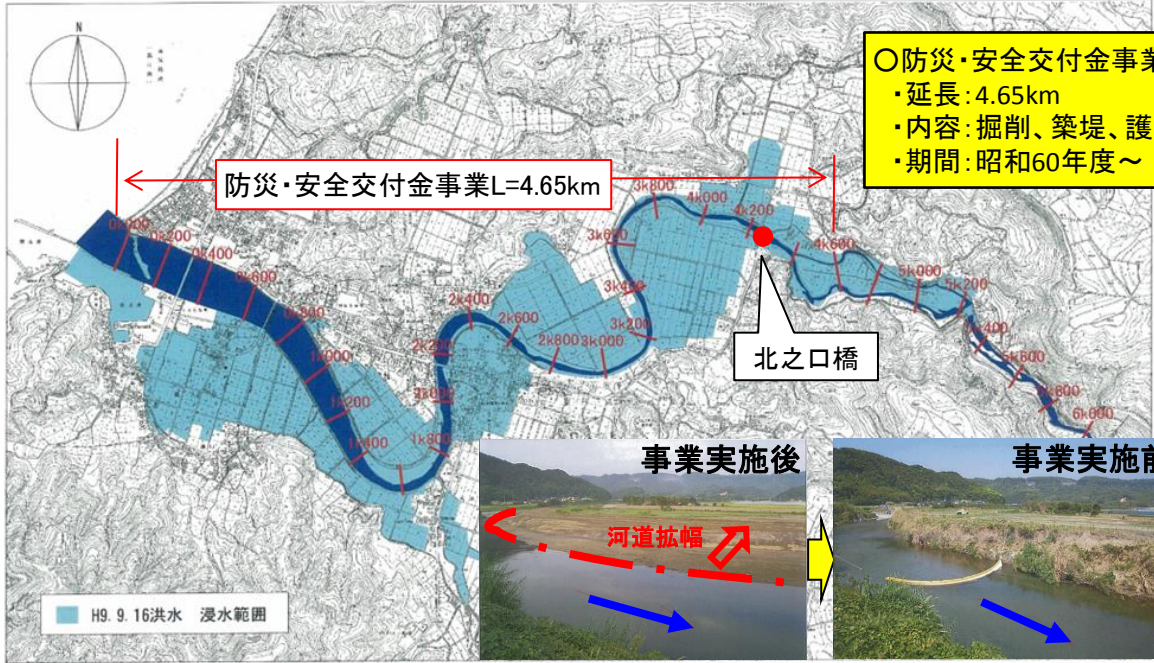 N
○防災・安全交付金事業
・延長:4.65km
・内容:掘削、築堤、護
・期間:昭和60年度~
防災・安全交付金事業L=4.65km
0k000
0k200
0k400
0k600
0k800
1k000
1k200
1k400
1k800
2k000
2k200
2k400
2k600
2k800
3k000
3k200
3k400
3k600
3k800
4k000
4k200
4k600
5k000
5k200
5k400
5k600
5k800
6k000
北之口橋
事業実施後
河道拡幅
事業実施前
H9.9.16洪水 浸水範囲